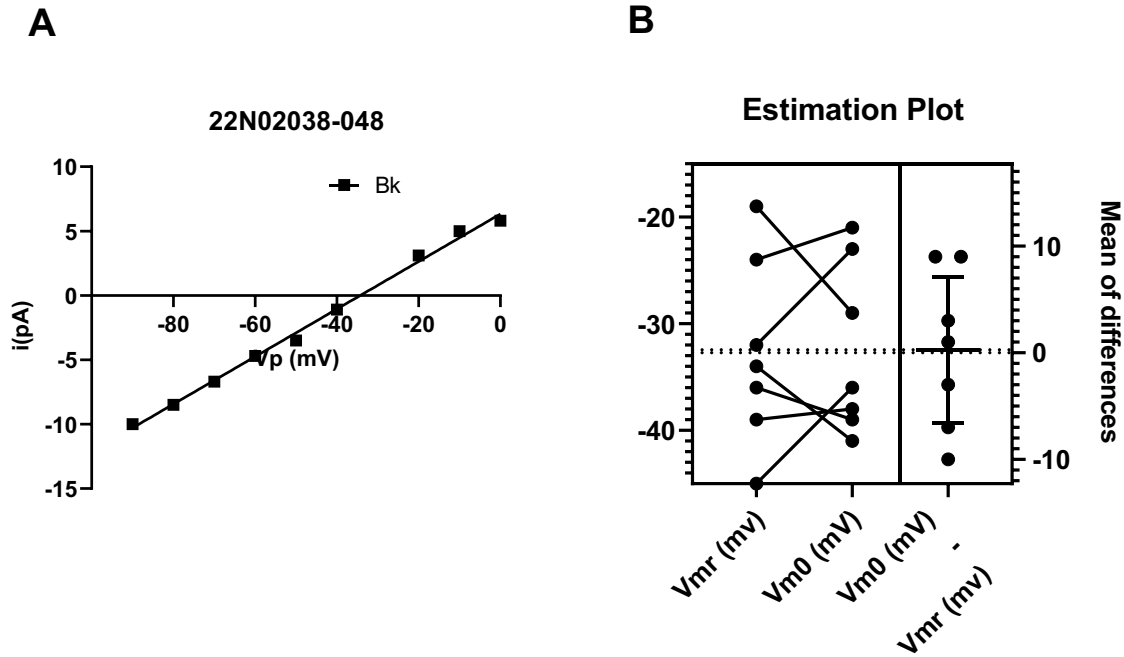 A
22N02038-048
Bk
10
5
0
-5
-10
-15
i(pA)
-80
-60
-40
-20
0
Vp (mV)
B
Estimation Plot
-20
-30
-40
10
0
-10
Mean of differences
Vmr (mv)
Vm0 (mV)
Vm0 (mV)
-
Vmr (mv)